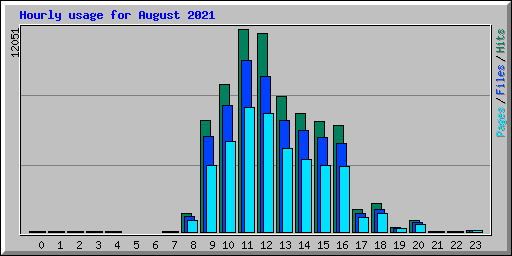 Hourly usage for August 2021
12051
Pages/Files/Hits
0 1 2 3 4 5 6 7 8 9 10 11 12 13 14 15 16 17 18 19 20 21 22 23